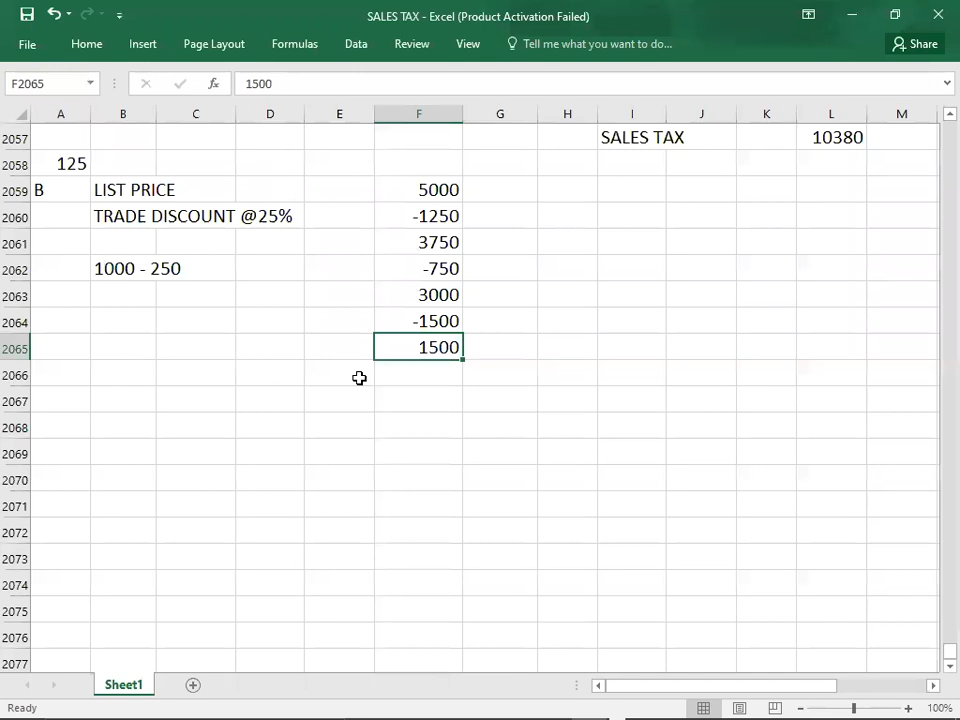 SALES TAX - Excel (Product Activation Failed)
File Home Insert Page Layout Formulas Data Review View Tell me what you want to do... Share
F2065 fx 1500
A B C D E F G H I J K L M
2057 SALES TAX 10380
2058 125
2059 B LIST PRICE 5000
2060 TRADE DISCOUNT @25% -1250
2061 3750
2062 1000 - 250 -750
2063 3000
2064 -1500
2065 1500
2066
2067
2068
2069
2070
2071
2072
2073
2074
2075
2076
2077
Sheet1
Ready 100%